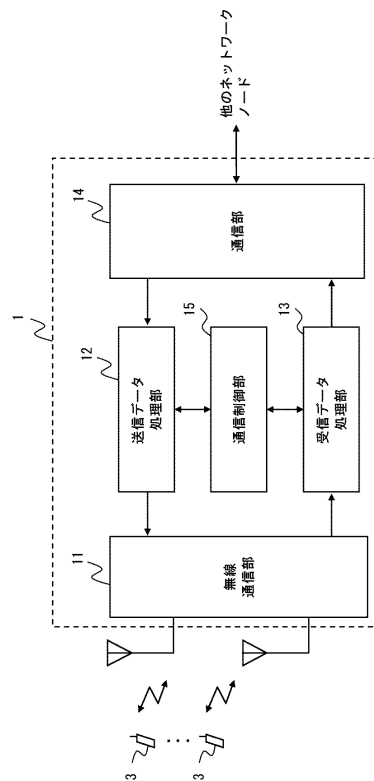 1
11
無線
通信部
12
送信データ
処理部
15
通信制御部
13
受信データ
処理部
14
通信部
他のネットワーク
ノード
3
...
3